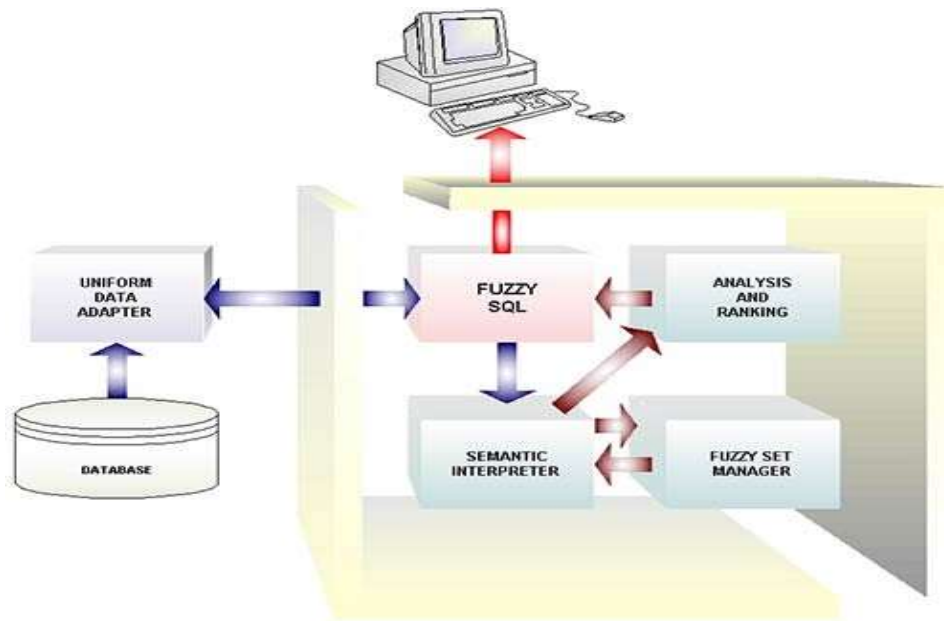 UNIFORM
DATA
ADAPTER
FUZZY
SQL
ANALYSIS
AND
RANKING
DATABASE
SEMANTIC
INTERPRETER
FUZZY SET
MANAGER